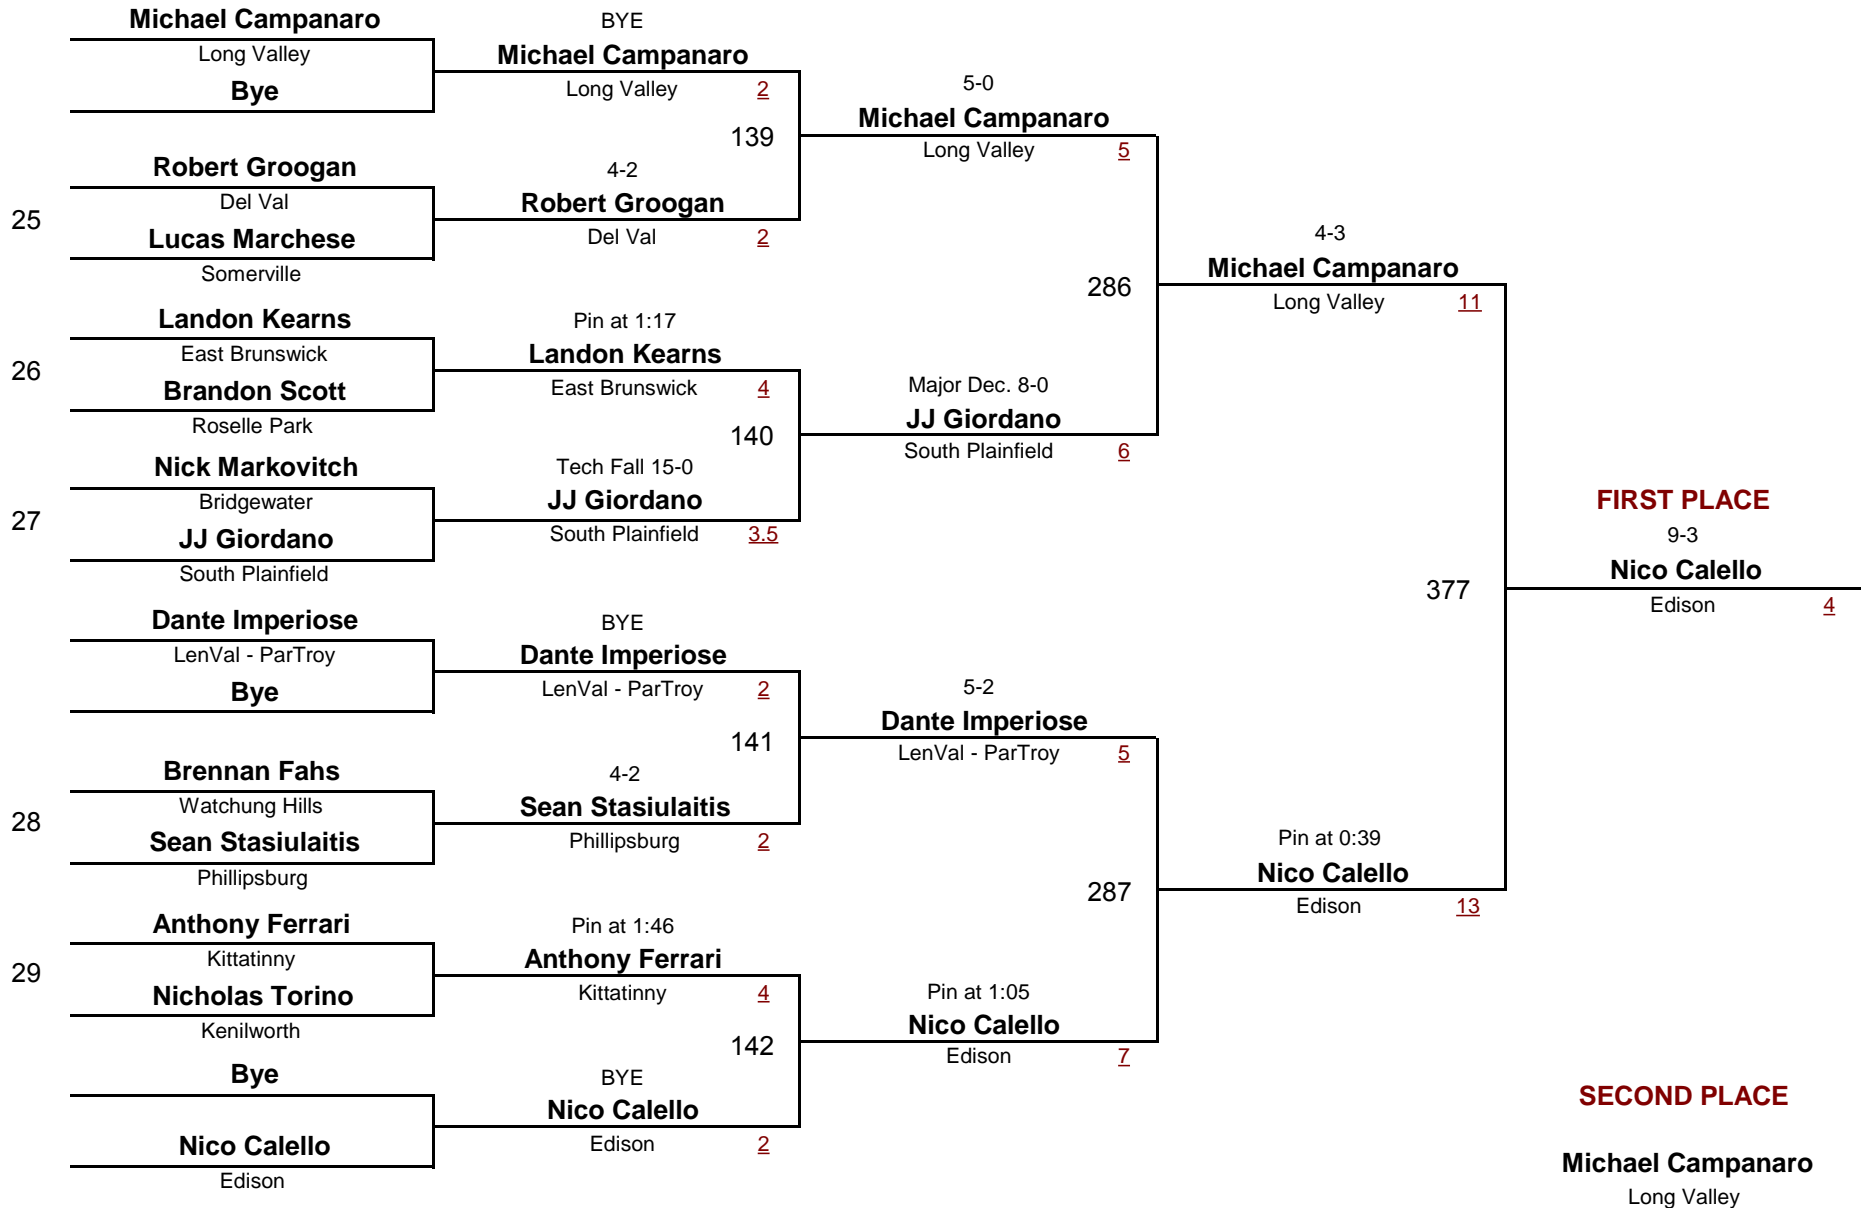 Michael Campanaro
Long Valley
Bye
25
Robert Groogan
Del Val
Lucas Marchese
Somerville
26
Landon Kearns
East Brunswick
Brandon Scott
Roselle Park
27
Nick Markovitch
Bridgewater
JJ Giordano
South Plainfield
Dante Imperiose
LenVal - ParTroy
Bye
28
Brennan Fahs
Watchung Hills
Sean Stasiulaitis
Phillipsburg
29
Anthony Ferrari
Kittatinny
Nicholas Torino
Kenilworth
Bye
Nico Calello
Edison
BYE
Michael Campanaro
Long Valley 2
139
4-2
Robert Groogan
Del Val 2
Pin at 1:17
Landon Kearns
East Brunswick 4
140
Tech Fall 15-0
JJ Giordano
South Plainfield 3.5
BYE
Dante Imperiose
LenVal - ParTroy 2
141
4-2
Sean Stasiulaitis
Phillipsburg 2
Pin at 1:46
Anthony Ferrari
Kittatinny 4
142
BYE
Nico Calello
Edison 2
5-0
Michael Campanaro
Long Valley 5
286
Major Dec. 8-0
JJ Giordano
South Plainfield 6
5-2
Dante Imperiose
LenVal - ParTroy 5
287
Pin at 1:05
Nico Calello
Edison 7
4-3
Michael Campanaro
Long Valley 11
377
Pin at 0:39
Nico Calello
Edison 13
FIRST PLACE
9-3
Nico Calello
Edison 4
SECOND PLACE
Michael Campanaro
Long Valley